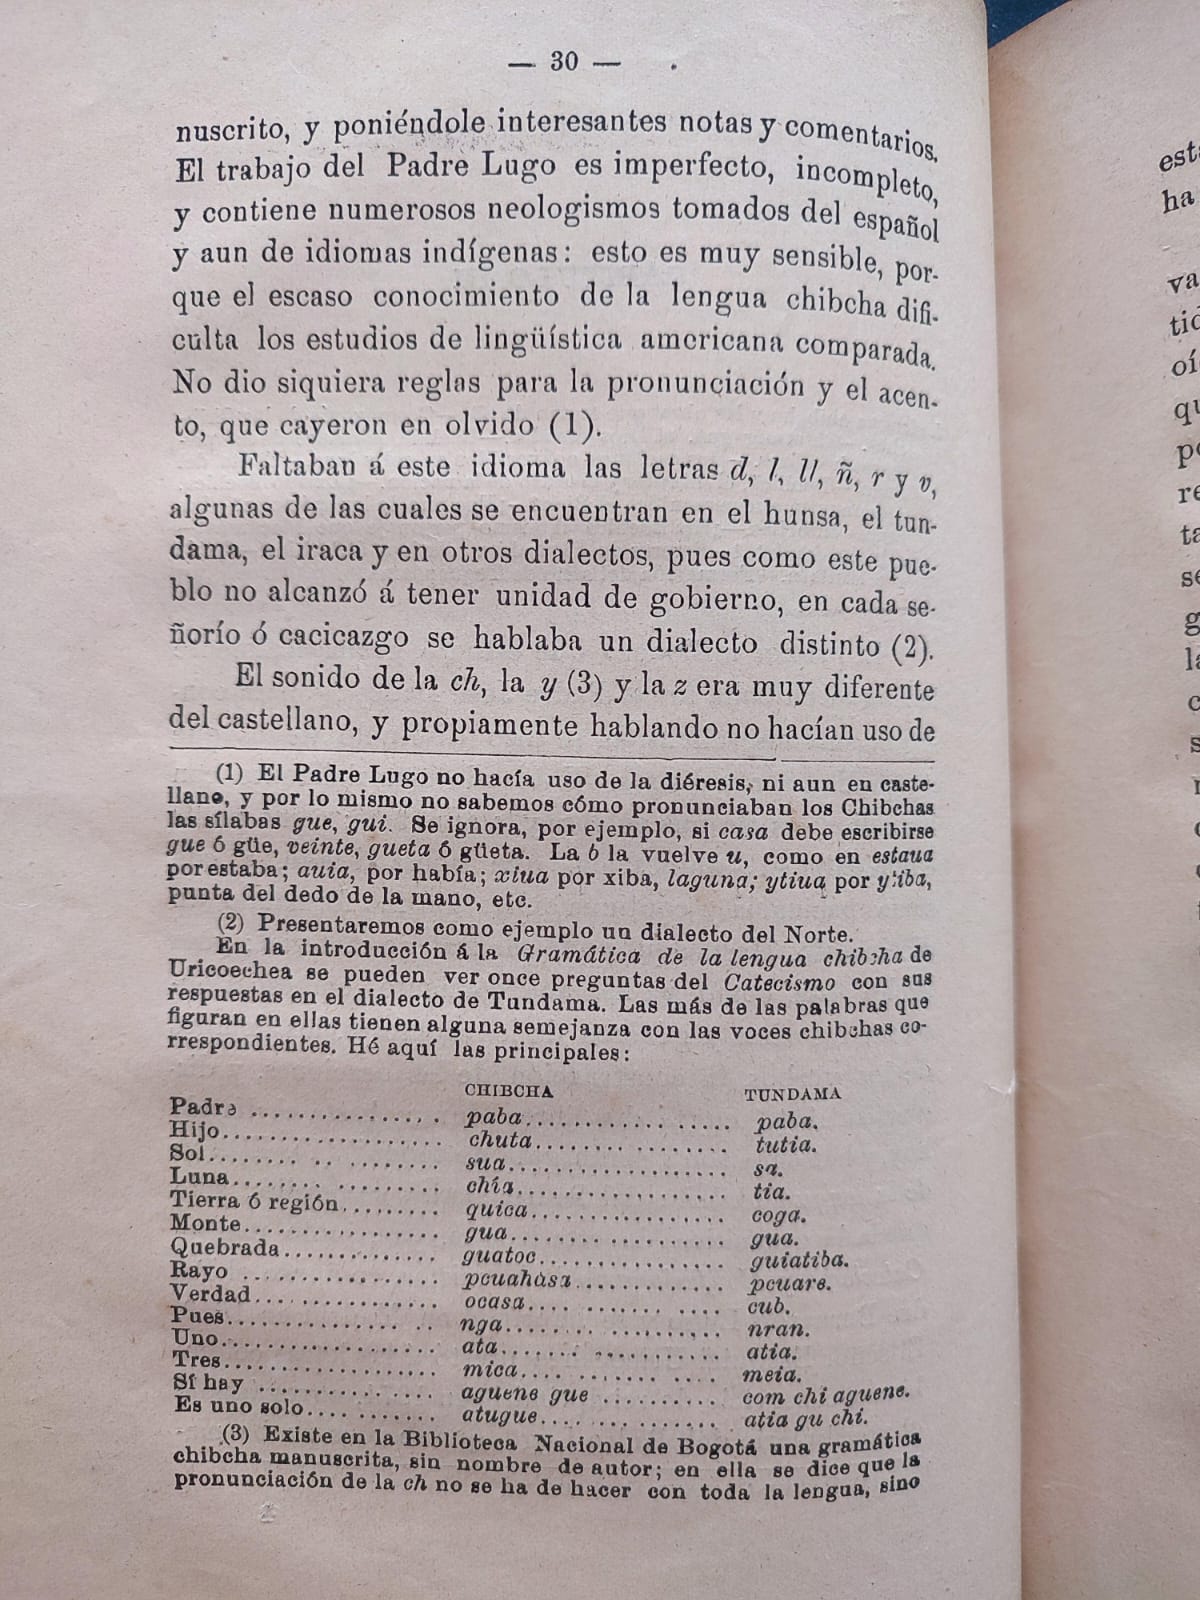 — 30 —
nuscrito, y poniéndole interesantes notas y comentarios.
El trabajo del Padre Lugo es imperfecto, incompleto,
y contiene numerosos neologismos tomados del español
y aun de idiomas indígenas: esto es muy sensible, por-
que el escaso conocimiento de la lengua chibcha difi-
culta los estudios de lingüística americana comparada.
No dio siquiera reglas para la pronunciación y el acen-
to, que cayeron en olvido (1).
Faltaban á este idioma las letras d, l, ll, ñ, r y v,
algunas de las cuales se encuentran en el hunsa, el tun-
dama, el iraca y en otros dialectos, pues como este pue-
blo no alcanzó á tener unidad de gobierno, en cada se-
ñorío ó cacicazgo se hablaba un dialecto distinto (2).
El sonido de la ch, la y (3) y la z era muy diferente
del castellano, y propiamente hablando no hacían uso de
(1) El Padre Lugo no hacía uso de la diéresis, ni aun en caste-
llano, y por lo mismo no sabemos cómo pronunciaban los Chibchas
las sílabas gue, gui. Se ignora, por ejemplo, si casa debe escribirse
gue ó güe, veinte, gueta ó güeta. La b la vuelve u, como en estaua
por estaba; auia, por había; xiua por xiba, laguna; ytiua por ytiba,
punta del dedo de la mano, etc.
(2) Presentaremos como ejemplo un dialecto del Norte.
En la introducción á la Gramática de la lengua chibcha de
Uricoechea se pueden ver once preguntas del Catecismo con sus
respuestas en el dialecto de Tundama. Las más de las palabras que
figuran en ellas tienen alguna semejanza con las voces chibchas co-
rrespondientes. Hé aquí las principales:
CHIBCHA TUNDAMA
Padre ................ paba.................. paba.
Hijo.................... chuta.................. tutia.
Sol.................... sua.................... sa.
Luna.................... chía.................... tia.
Tierra ó región......... quica.................. coga.
Monte.................. gua.................... gua.
Quebrada.............. guatoc.................. guiatiba.
Rayo .................. pcuahasa.............. pcuare.
Verdad.................. ocasa.................. cub.
Pues.................... nga.................... nran.
Uno.................... ata.................... atia.
Tres.................... mica.................. meia.
Sí hay ................ aguene gue .......... com chi aguene.
Es uno solo............ atugue................ atia gu chi.
(3) Existe en la Biblioteca Nacional de Bogotá una gramática
chibcha manuscrita, sin nombre de autor; en ella se dice que la
pronunciación de la ch no se ha de hacer con toda la lengua, sino